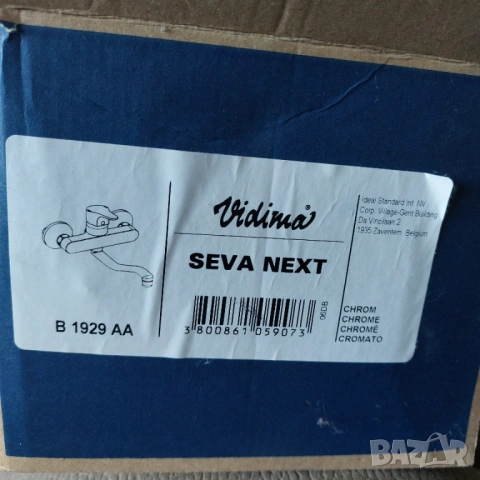 Vidima®
SEVA NEXT
B 1929 AA
3 800861 059073
06DB
Ideal Standard Int. NV
Corp. Village-Gent Building
Da Vincilaan 2
1935 Zaventem, Belgium
CHROM
CHROME
CHROMÉ
CROMATO
BAZAR